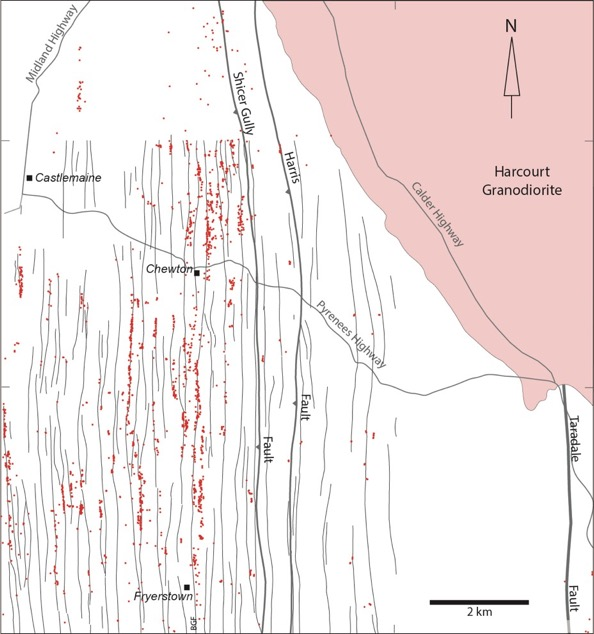 Midland Highway
N
Shicer Gully
Castlemaine
Harris
Harcourt
Granodiorite
Calder Highway
Chewton
Pyrenees Highway
Fault
Fault
Taradale
Fault
Fryerstown
BGF
2 km